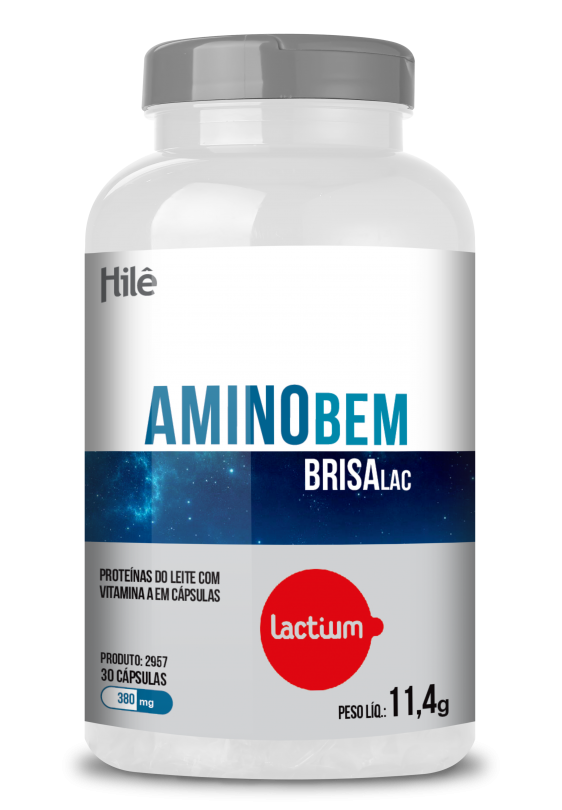 Hilê
AMINOBEM
BRISALAC
PROTEÍNAS DO LEITE COM
VITAMINA A EM CÁPSULAS
Lactium
PRODUTO: 2957
30 CÁPSULAS
380 mg
PESO LÍQ.: 11,4g